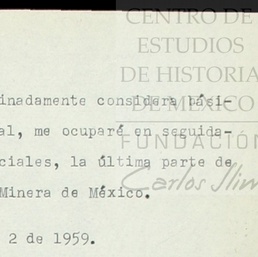 CENTRO DE
ESTUDIOS
DE HISTORIA
DE MÉXICO
FUNDACIÓN
Carlos Slim
inadamente considera bási-
al, me ocuparé en seguida-
ciales, la última parte de
Minera de México.
2 de 1959.